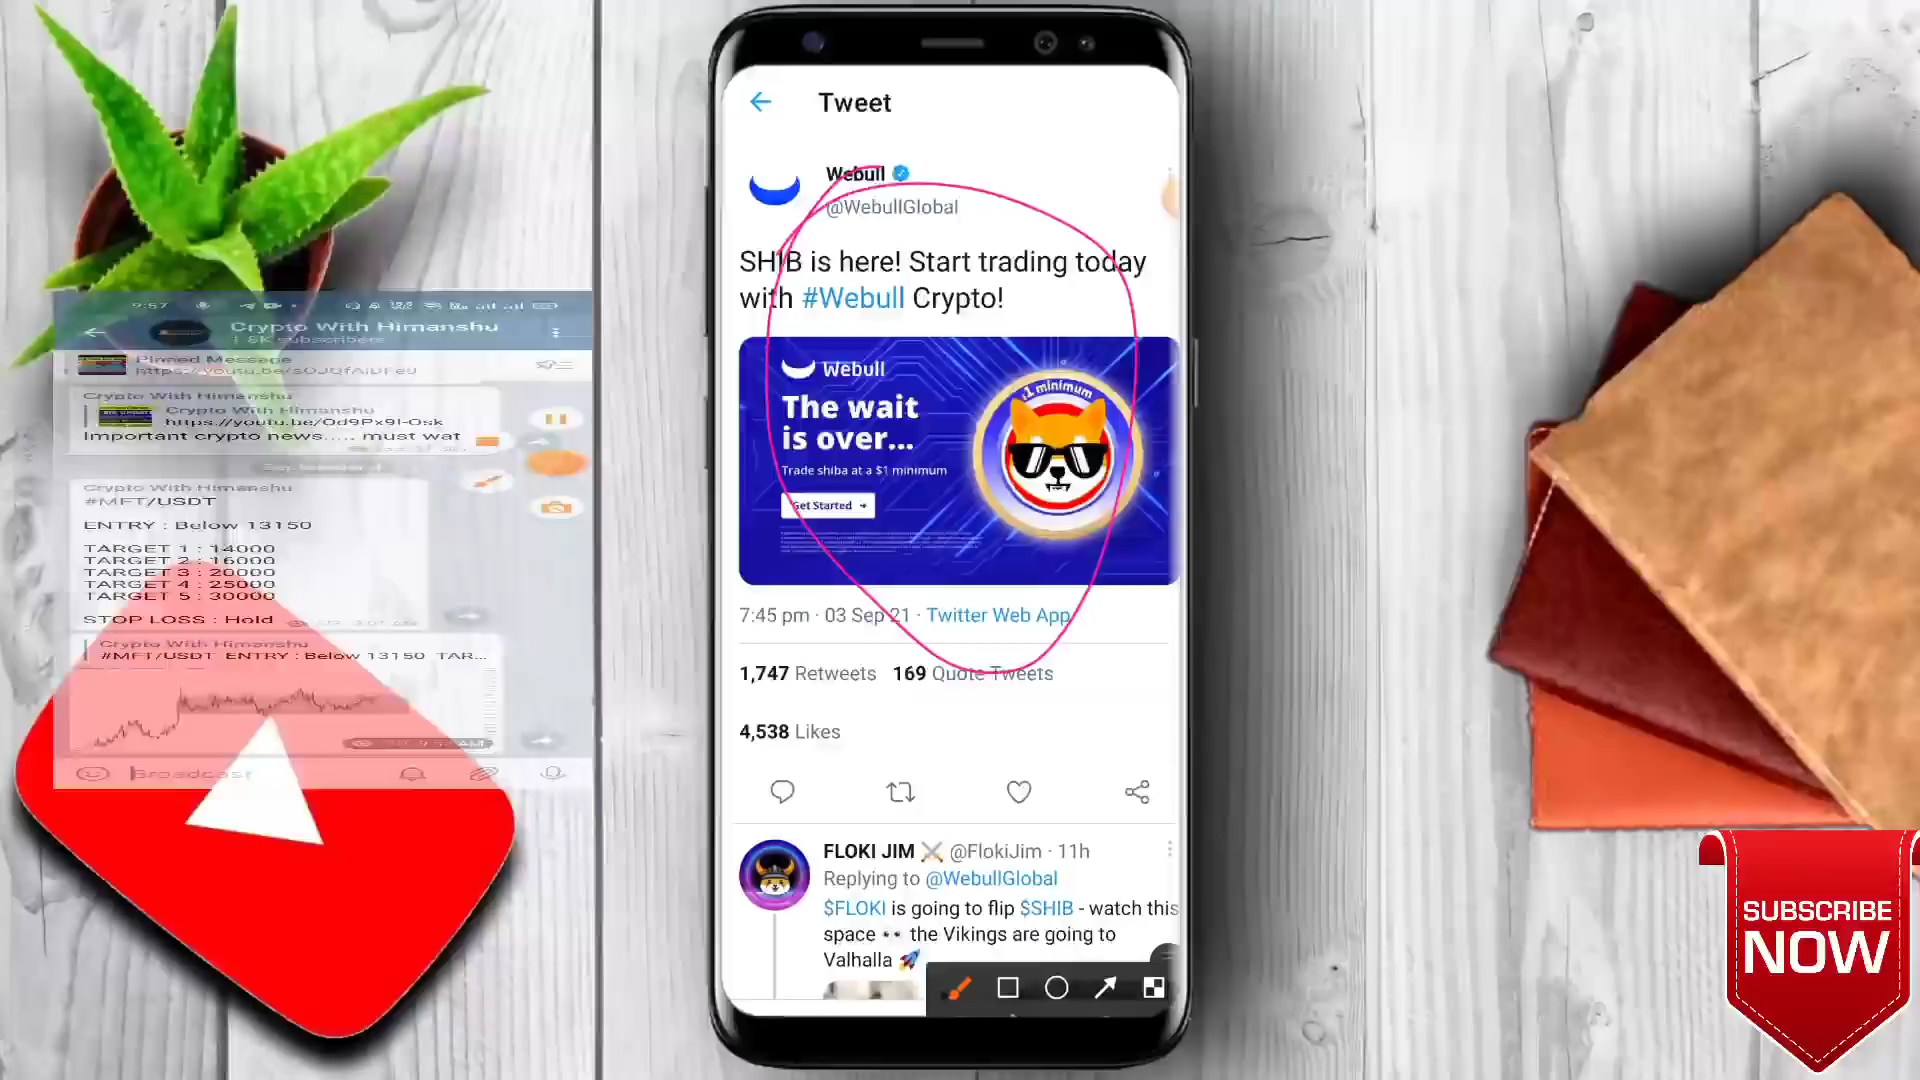 Tweet
Webull
@WebullGlobal
SHIB is here! Start trading today
with #Webull Crypto!
Webull
The wait
is over...
Trade shiba at a $1 minimum
Get Started
$1 minimum
7:45 pm · 03 Sep 21 · Twitter Web App
1,747 Retweets 169 Quote Tweets
4,538 Likes
FLOKI JIM ⚔️ @FlokiJim · 11h
Replying to @WebullGlobal
$FLOKI is going to flip $SHIB - watch this
space 👀 the Vikings are going to
Valhalla 🚀
9:57
Crypto With Himanshu
1.8K subscribers
Pinned Message
Crypto With Himanshu
Crypto With Himanshu
Important crypto news..... must wat
Crypto With Himanshu
#MFT/USDT
ENTRY : Below 13150
TARGET 1 : 14000
TARGET 2 : 16000
TARGET 3 : 20000
TARGET 4 : 25000
TARGET 5 : 30000
STOP LOSS : Hold
Crypto With Himanshu
#MFT/USDT ENTRY : Below 13150 TAR...
Broadcast
SUBSCRIBE
NOW